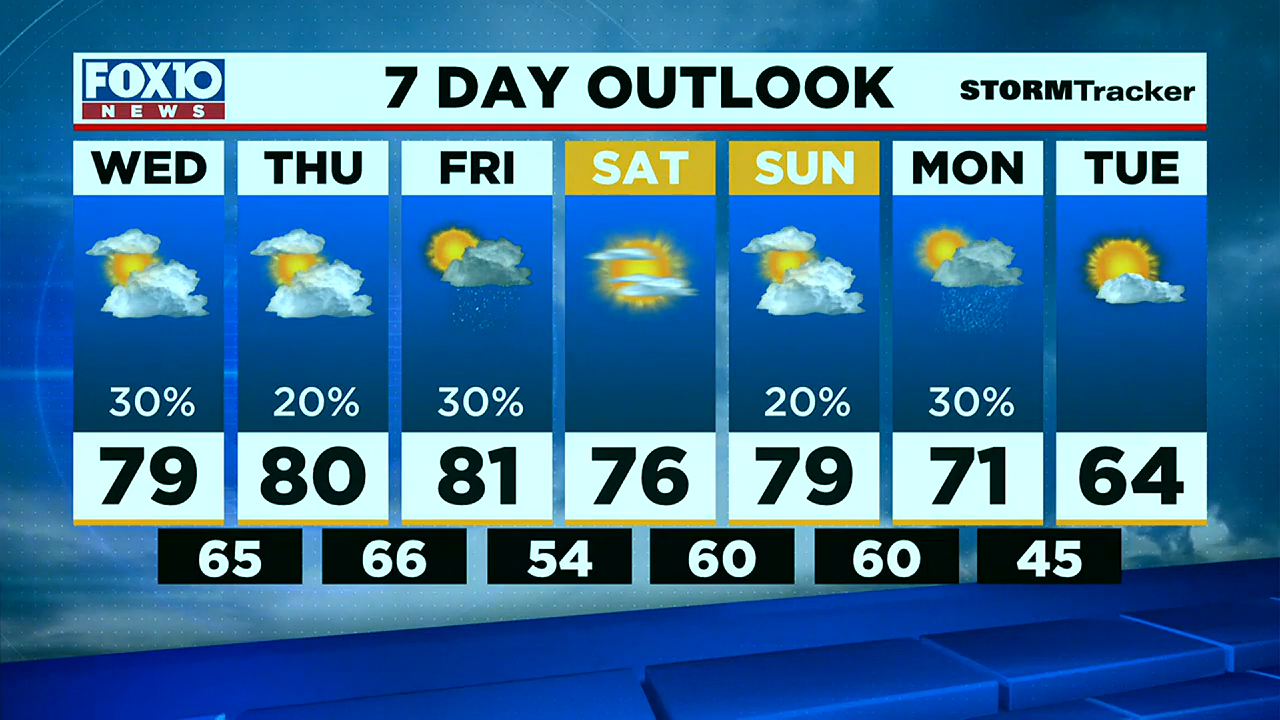 FOX10
NEWS
7 DAY OUTLOOK
STORMTracker
WED THU FRI SAT SUN MON TUE
30% 20% 30% 20% 30%
79 80 81 76 79 71 64
65 66 54 60 60 45